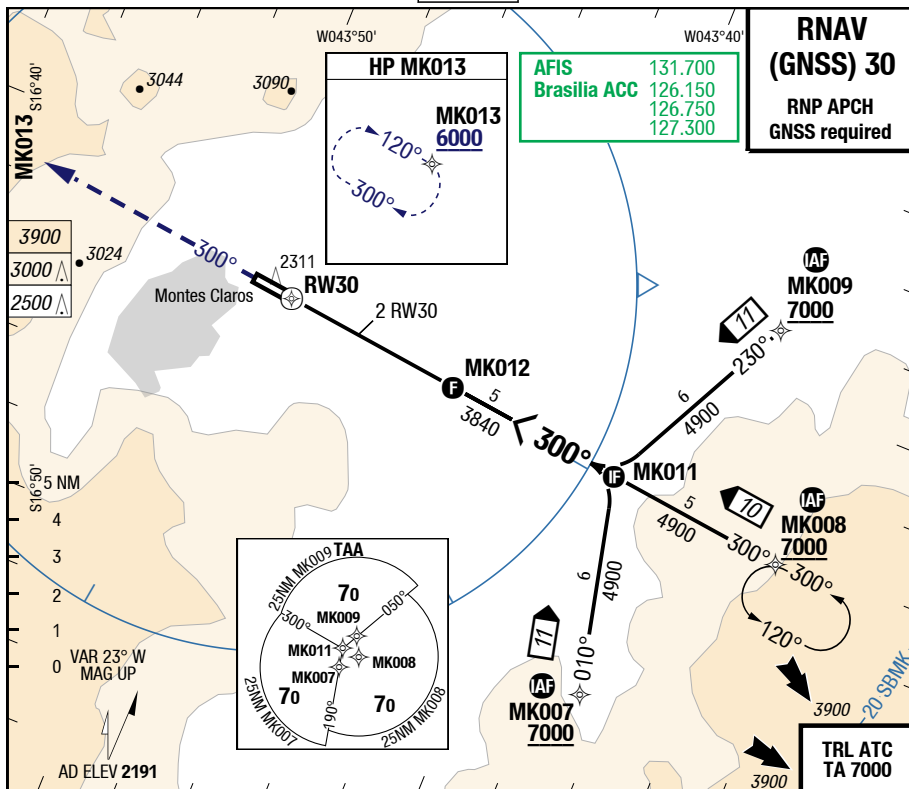 W043°50'
W043°40'
RNAV
(GNSS) 30
RNP APCH
GNSS required
S16°40'
3044
3090
HP MK013
MK013
6000
120°
300°
AFIS 131.700
Brasilia ACC 126.150
126.750
127.300
MK013
3900
3000
2500
3024
300°
2311
RW30
Montes Claros
2 RW30
IAF
MK009
7000
11
230°
6
4900
MK012
F
5
3840
300°
IF
MK011
5
4900
10
IAF
MK008
7000
300°
300°
120°
S16°50'
5 NM
4
3
2
1
0
6
4900
11
010°
IAF
MK007
7000
TAA
25NM MK009
70
050°
300°
MK009
MK011
MK008
MK007
70
70
190°
25NM MK007
25NM MK008
VAR 23° W
MAG UP
AD ELEV 2191
3900
3900
20 SBMK
TRL ATC
TA 7000